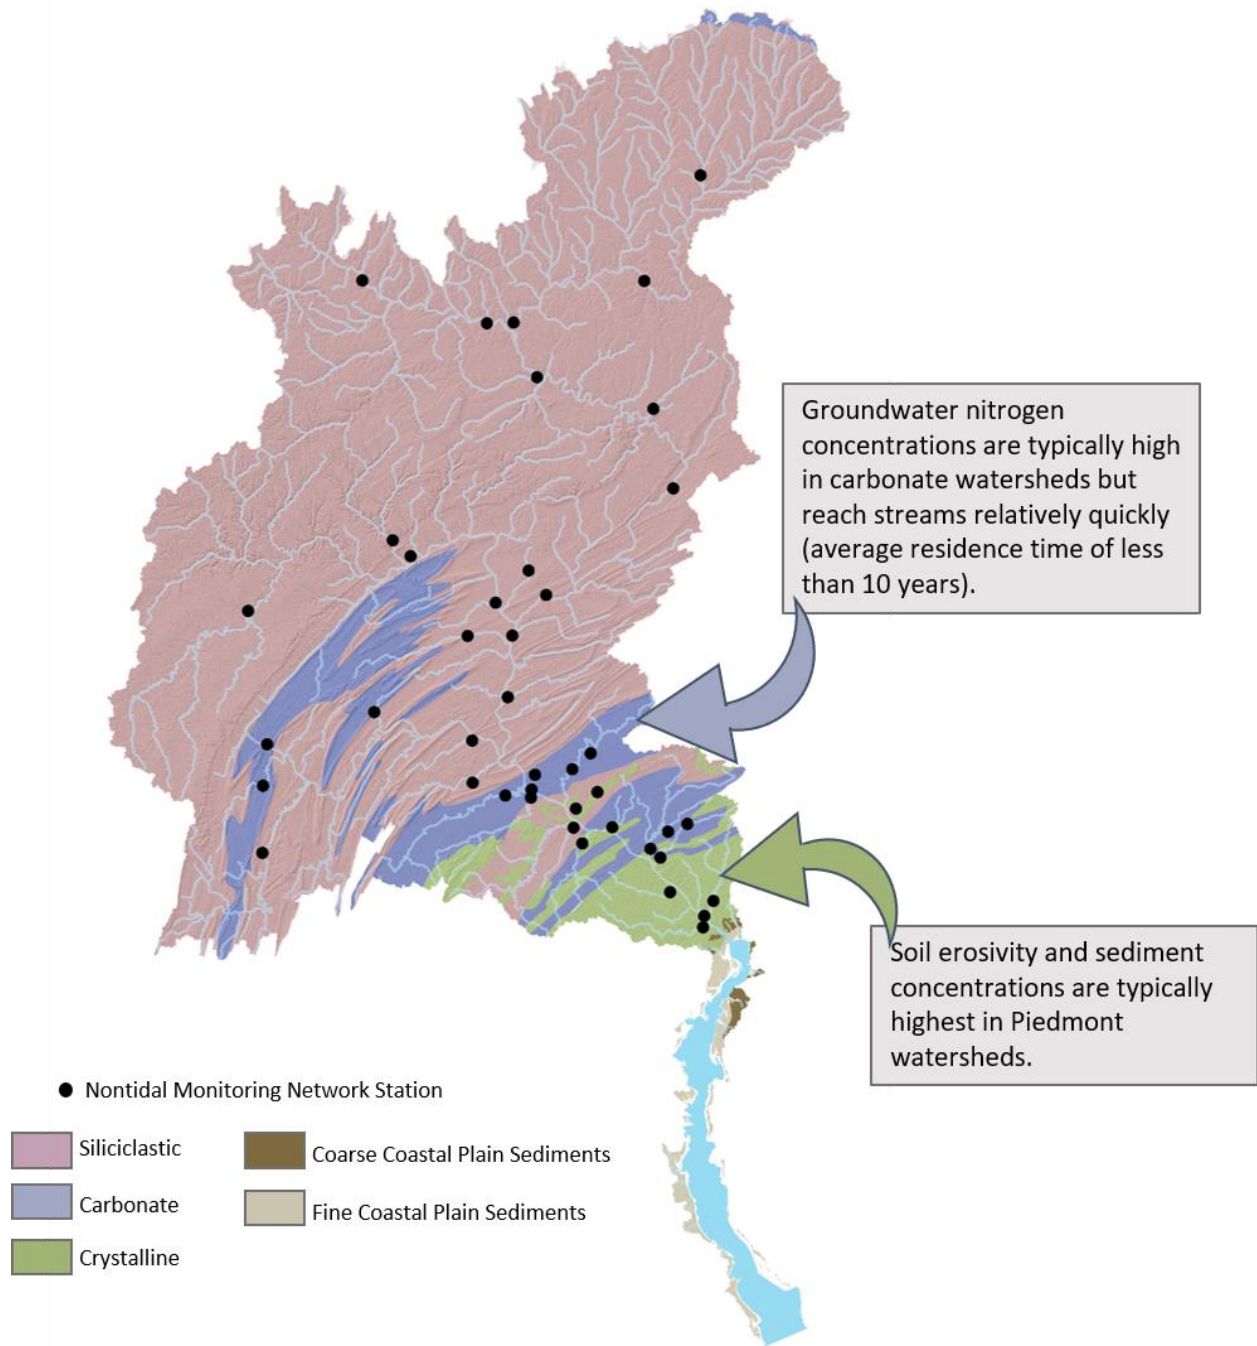 Groundwater nitrogen
concentrations are typically high
in carbonate watersheds but
reach streams relatively quickly
(average residence time of less
than 10 years).
Soil erosivity and sediment
concentrations are typically
highest in Piedmont
watersheds.
Nontidal Monitoring Network Station
Siliciclastic
Carbonate
Crystalline
Coarse Coastal Plain Sediments
Fine Coastal Plain Sediments